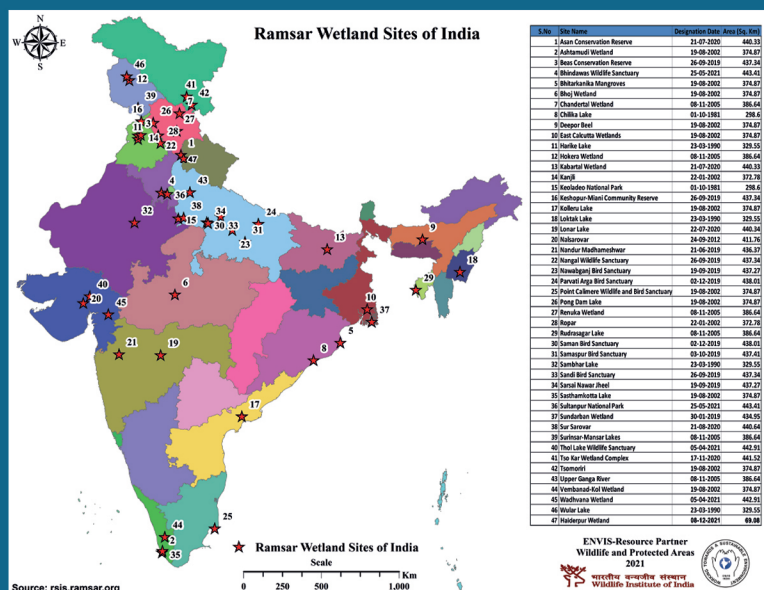 Ramsar Wetland Sites of India
N
W E
S
46
12
41
7
42
39
16
26
27
3
11
14
28
22
1
47
4
36
43
38
15
34
30
33
31
24
23
32
13
9
29
18
6
40
20
45
10
37
5
8
21
19
17
44
2
35
25
Ramsar Wetland Sites of India
Scale
0 250 500 1,000 Km
Source: rsis.ramsar.org
S.No Site Name Designation Date Area (Sq. Km)
1 Asan Conservation Reserve 21-07-2020 440.33
2 Ashtamudi Wetland 19-08-2002 374.87
3 Beas Conservation Reserve 26-09-2019 437.34
4 Bhindawas Wildlife Sanctuary 25-05-2021 443.41
5 Bhitarkanika Mangroves 19-08-2002 374.87
6 Bhoj Wetland 19-08-2002 374.87
7 Chandertal Wetland 08-11-2005 386.64
8 Chilika Lake 01-10-1981 298.6
9 Deepor Beel 19-08-2002 374.87
10 East Calcutta Wetlands 19-08-2002 374.87
11 Harike Lake 23-03-1990 329.55
12 Hokera Wetland 08-11-2005 386.64
13 Kabartal Wetland 21-07-2020 440.33
14 Kanjli 22-01-2002 372.78
15 Keoladeo National Park 01-10-1981 298.6
16 Keshopur-Miani Community Reserve 26-09-2019 437.34
17 Kolleru Lake 19-08-2002 374.87
18 Loktak Lake 23-03-1990 329.55
19 Lonar Lake 22-07-2020 440.34
20 Nalsarovar 24-09-2012 411.76
21 Nandur Madhameshwar 21-06-2019 436.37
22 Nangal Wildlife Sanctuary 26-09-2019 437.34
23 Nawabganj Bird Sanctuary 19-09-2019 437.27
24 Parvati Arga Bird Sanctuary 02-12-2019 438.01
25 Point Calimere Wildlife and Bird Sanctuary 19-08-2002 374.87
26 Pong Dam Lake 19-08-2002 374.87
27 Renuka Wetland 08-11-2005 386.64
28 Ropar 22-01-2002 372.78
29 Rudrasagar Lake 08-11-2005 386.64
30 Saman Bird Sanctuary 02-12-2019 438.01
31 Samaspur Bird Sanctuary 03-10-2019 437.41
32 Sambhar Lake 23-03-1990 329.55
33 Sandi Bird Sanctuary 26-09-2019 437.34
34 Sarsai Nawar Jheel 19-09-2019 437.27
35 Sasthamkotta Lake 19-08-2002 374.87
36 Sultanpur National Park 25-05-2021 443.41
37 Sundarban Wetland 30-01-2019 434.95
38 Sur Sarovar 21-08-2020 440.64
39 Surinsar-Mansar Lakes 08-11-2005 386.64
40 Thol Lake Wildlife Sanctuary 05-04-2021 442.91
41 Tso Kar Wetland Complex 17-11-2020 441.52
42 Tsomoriri 19-08-2002 374.87
43 Upper Ganga River 08-11-2005 386.64
44 Vembanad-Kol Wetland 19-08-2002 374.87
45 Wadhvana Wetland 05-04-2021 442.91
46 Wular Lake 23-03-1990 329.55
47 Haiderpur Wetland 08-12-2021 69.08
ENVIS-Resource Partner
Wildlife and Protected Areas
2021
भारतीय वन्यजीव संस्थान
Wildlife Institute of India